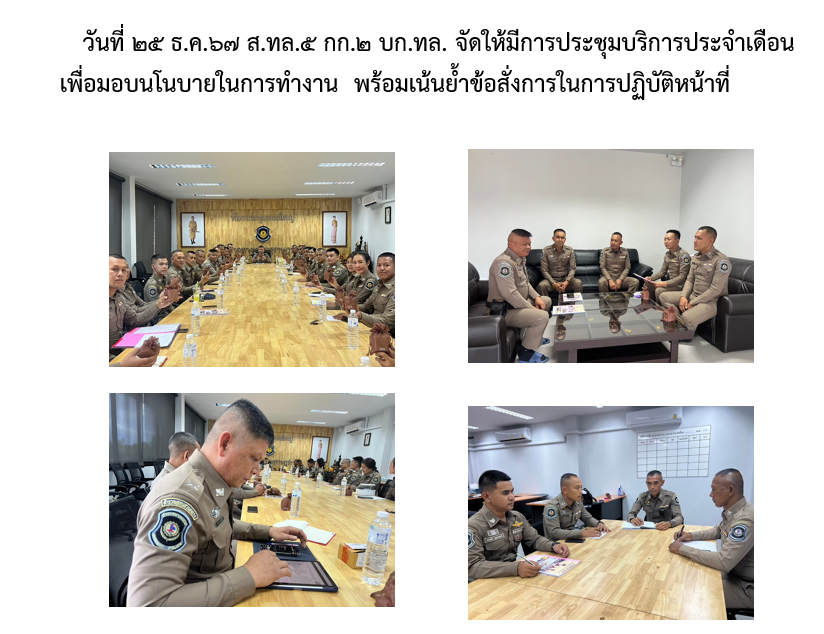 วันที่ ๒๕ ธ.ค.๖๗ ส.ทล.๕ กก.๒ บก.ทล. จัดให้มีการประชุมบริการประจำเดือน
เพื่อมอบนโนบายในการทำงาน พร้อมเน้นย้ำข้อสั่งการในการปฏิบัติหน้าที่